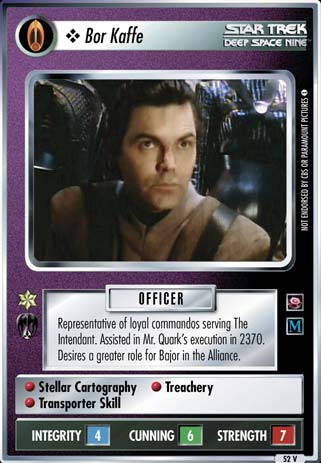 ❖ Bor Kaffe
STAR TREK
DEEP SPACE NINE
NOT ENDORSED BY CBS OR PARAMOUNT PICTURES
OFFICER
Representative of loyal commandos serving The
Intendant. Assisted in Mr. Quark's execution in 2370.
Desires a greater role for Bajor in the Alliance.
M
Stellar Cartography
Treachery
Transporter Skill
INTEGRITY 4 CUNNING 6 STRENGTH 7
52 V